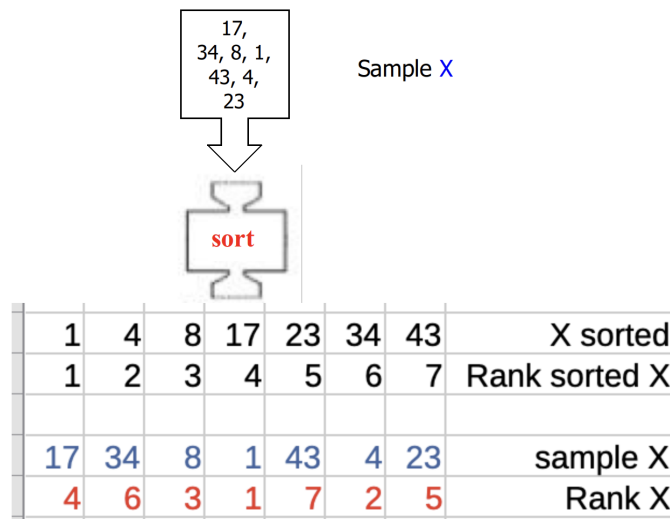 17,
34, 8, 1,
43, 4,
23
Sample X
sort
1 4 8 17 23 34 43 X sorted
1 2 3 4 5 6 7 Rank sorted X
17 34 8 1 43 4 23 sample X
4 6 3 1 7 2 5 Rank X